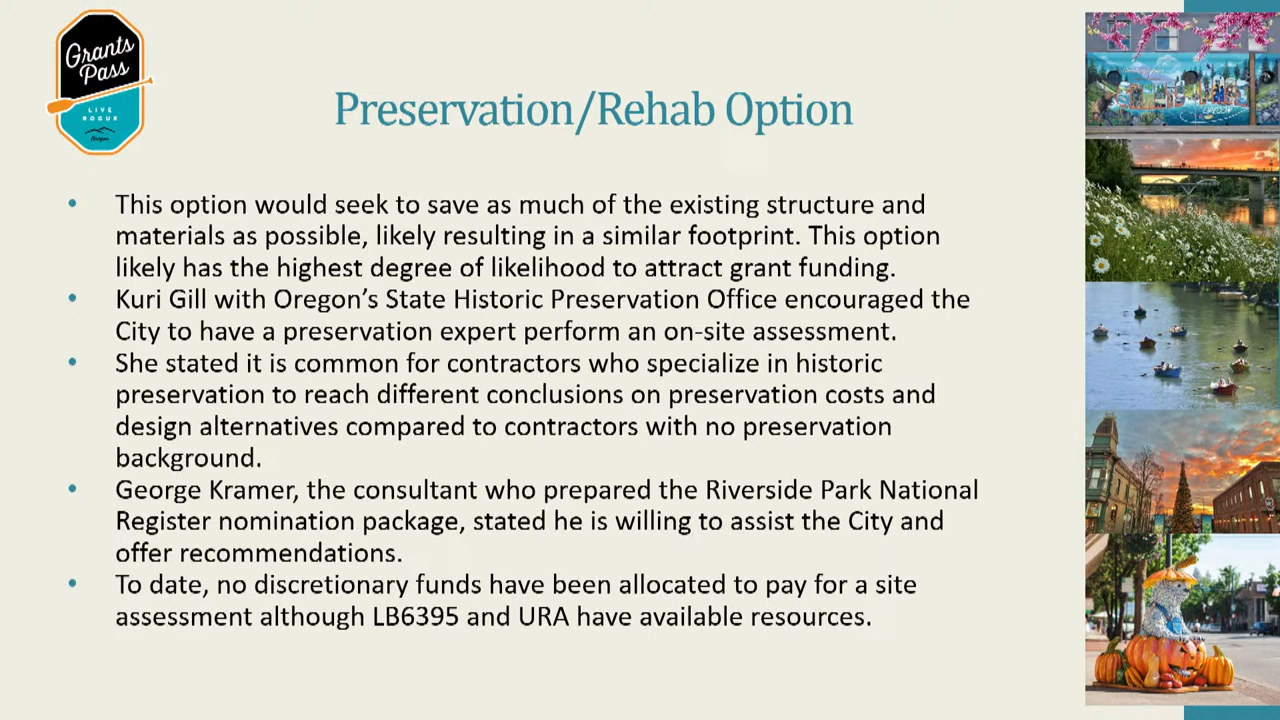 Grants
Pass
LIVE
ROGUE
Oregon
Preservation/Rehab Option
• This option would seek to save as much of the existing structure and
materials as possible, likely resulting in a similar footprint. This option
likely has the highest degree of likelihood to attract grant funding.
• Kuri Gill with Oregon’s State Historic Preservation Office encouraged the
City to have a preservation expert perform an on-site assessment.
• She stated it is common for contractors who specialize in historic
preservation to reach different conclusions on preservation costs and
design alternatives compared to contractors with no preservation
background.
• George Kramer, the consultant who prepared the Riverside Park National
Register nomination package, stated he is willing to assist the City and
offer recommendations.
• To date, no discretionary funds have been allocated to pay for a site
assessment although LB6395 and URA have available resources.